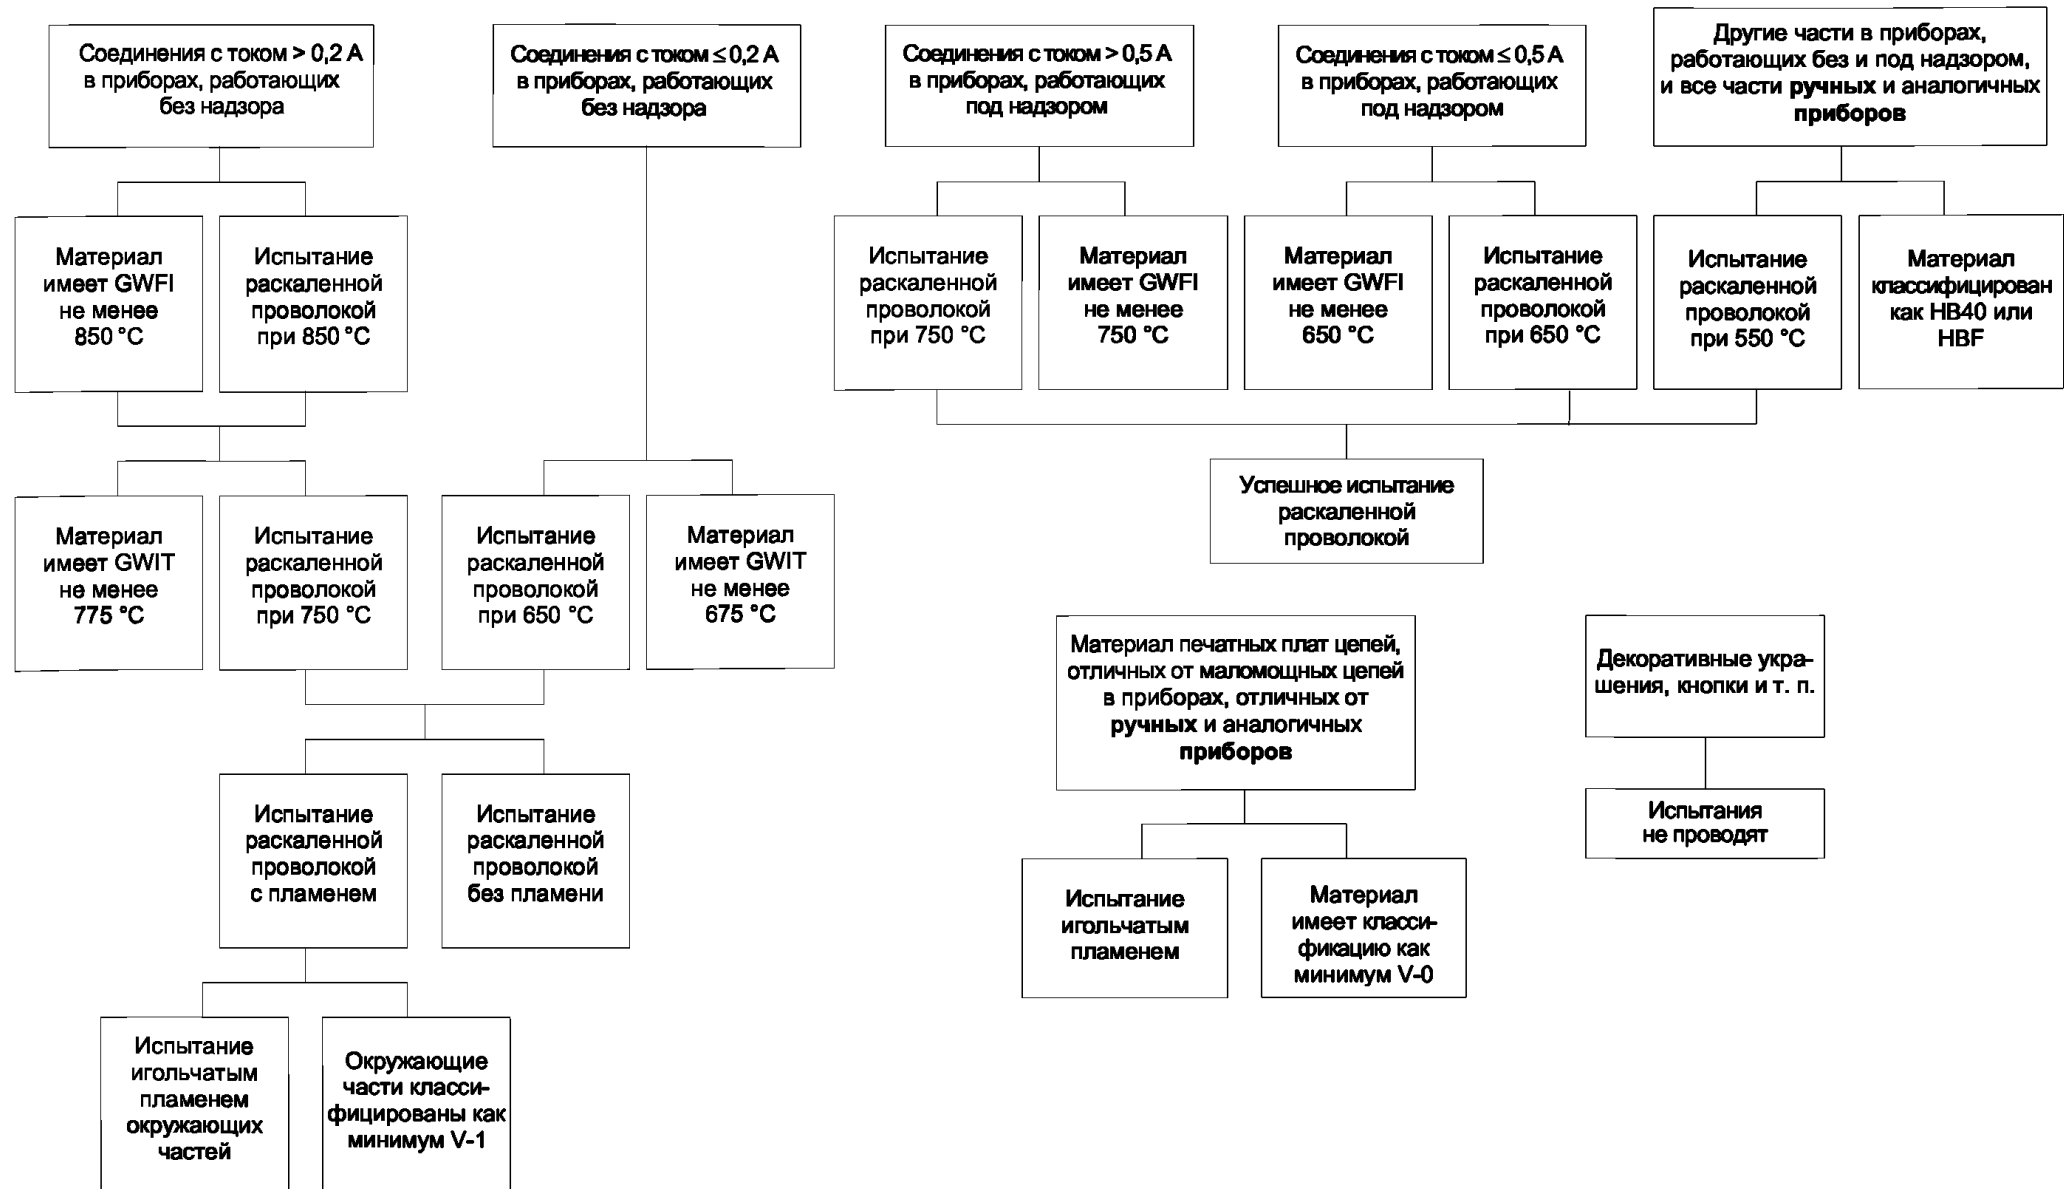 Соединения с током > 0,2 А
в приборах, работающих
без надзора
Соединения с током ≤ 0,2 А
в приборах, работающих
без надзора
Соединения с током > 0,5 А
в приборах, работающих
под надзором
Соединения с током ≤ 0,5 А
в приборах, работающих
под надзором
Другие части в приборах,
работающих без и под надзором,
и все части ручных и аналогичных
приборов
Материал
имеет GWFI
не менее
850 °С
Испытание
раскаленной
проволокой
при 850 °С
Испытание
раскаленной
проволокой
при 750 °С
Материал
имеет GWFI
не менее
750 °С
Материал
имеет GWFI
не менее
650 °С
Испытание
раскаленной
проволокой
при 650 °С
Испытание
раскаленной
проволокой
при 550 °С
Материал
классифицирован
как НВ40 или
HBF
Материал
имеет GWIT
не менее
775 °С
Испытание
раскаленной
проволокой
при 750 °С
Испытание
раскаленной
проволокой
при 650 °С
Материал
имеет GWIT
не менее
675 °С
Успешное испытание
раскаленной
проволокой
Материал печатных плат цепей,
отличных от маломощных цепей
в приборах, отличных от
ручных и аналогичных
приборов
Декоративные укра-
шения, кнопки и т. п.
Испытание
раскаленной
проволокой
с пламенем
Испытание
раскаленной
проволокой
без пламени
Испытания
не проводят
Испытание
игольчатым
пламенем
Материал
имеет класси-
фикацию как
минимум V-0
Испытание
игольчатым
пламенем
окружающих
частей
Окружающие
части класси-
фицированы как
минимум V-1